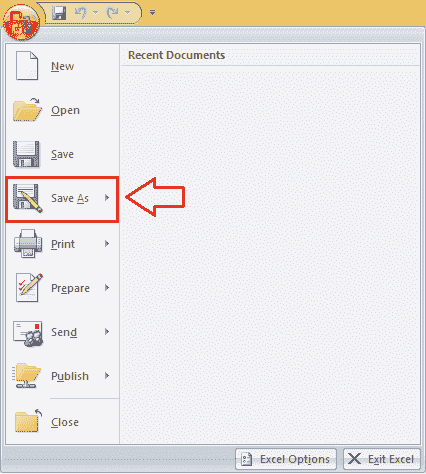 Recent Documents
New
Open
Save
Save As
Print
Prepare
Send
Publish
Close
Excel Options
Exit Excel